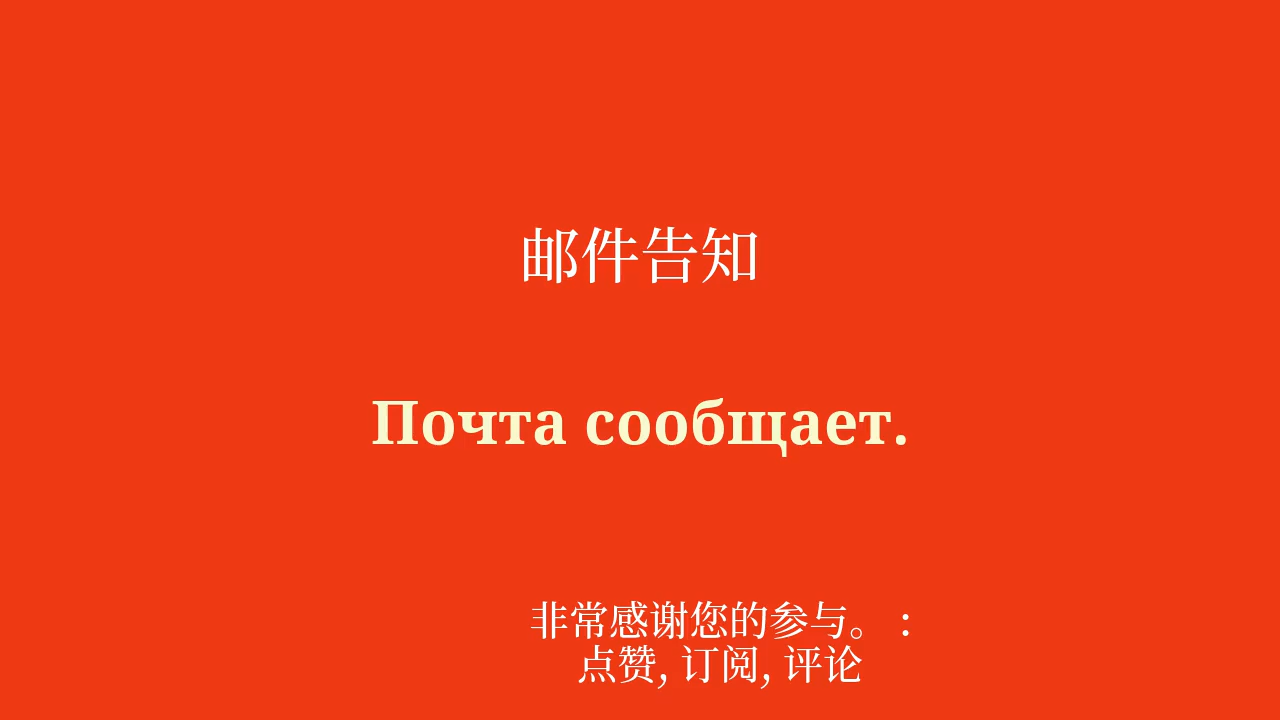 邮件告知
Почта сообщает.
非常感谢您的参与。 :
点赞, 订阅, 评论